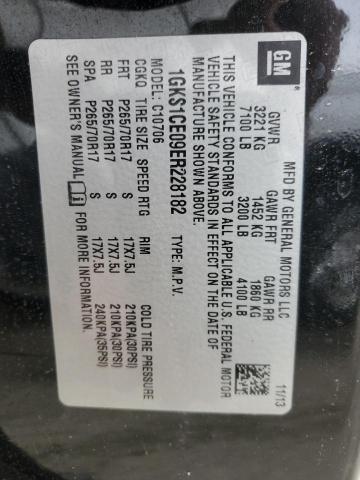 GM
MFD BY GENERAL MOTORS LLC
11/13
GVWR GAWR FRT GAWR RR
3221 KG 1452 KG 1860 KG
7100 LB 3200 LB 4100 LB
THIS VEHICLE CONFORMS TO ALL APPLICABLE U.S. FEDERAL MOTOR
VEHICLE SAFETY STANDARDS IN EFFECT ON THE DATE OF
MANUFACTURE SHOWN ABOVE.
1GKS1CE09ER228182 TYPE: M.P.V.
MODEL: C10706
CGKQ TIRE SIZE SPEED RTG RIM COLD TIRE PRESSURE
FRT P265/70R17 S 17X7.5J 210KPA(30PSI)
RR P265/70R17 S 17X7.5J 210KPA(30PSI)
SPA P265/70R17 S 17X7.5J 240KPA(35PSI)
SEE OWNER'S MANUAL FOR MORE INFORMATION.